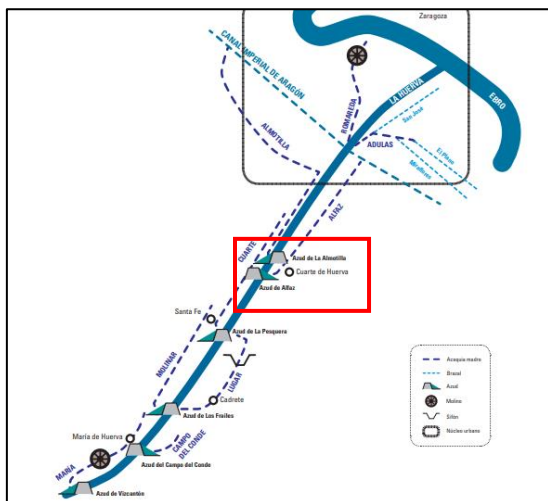 Zaragoza
CANAL IMPERIAL DE ARAGÓN
LA HUERVA
EBRO
ROMAREDA
San José
ALMOTILLA
ADULAS
El Plano
Miraflores
ALFAZ
CUARTE
Azud de La Almotilla
Cuarte de Huerva
Azud de Alfaz
Santa Fe
Azud de La Pesquera
MOLINAR
LUGAR
Cadrete
Azud de Los Frailes
María de Huerva
CAMPO
DEL CONDE
Azud del Campo del Conde
MARÍA
Azud de Vizcantón
Acequia madre
Brazal
Azud
Molino
Sifón
Núcleo urbano